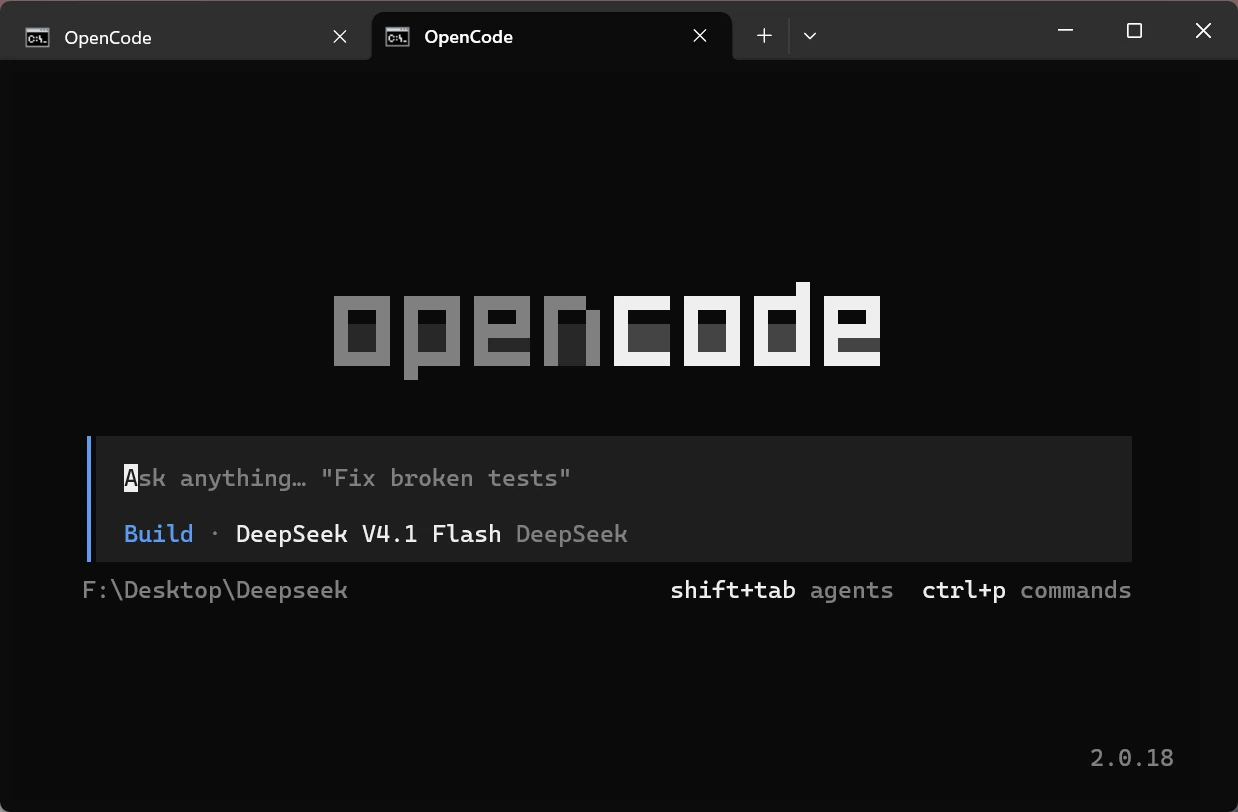 OpenCode
OpenCode
opencode
Ask anything… "Fix broken tests"
Build · DeepSeek V4.1 Flash DeepSeek
F:\Desktop\Deepseek shift+tab agents ctrl+p commands
2.0.18